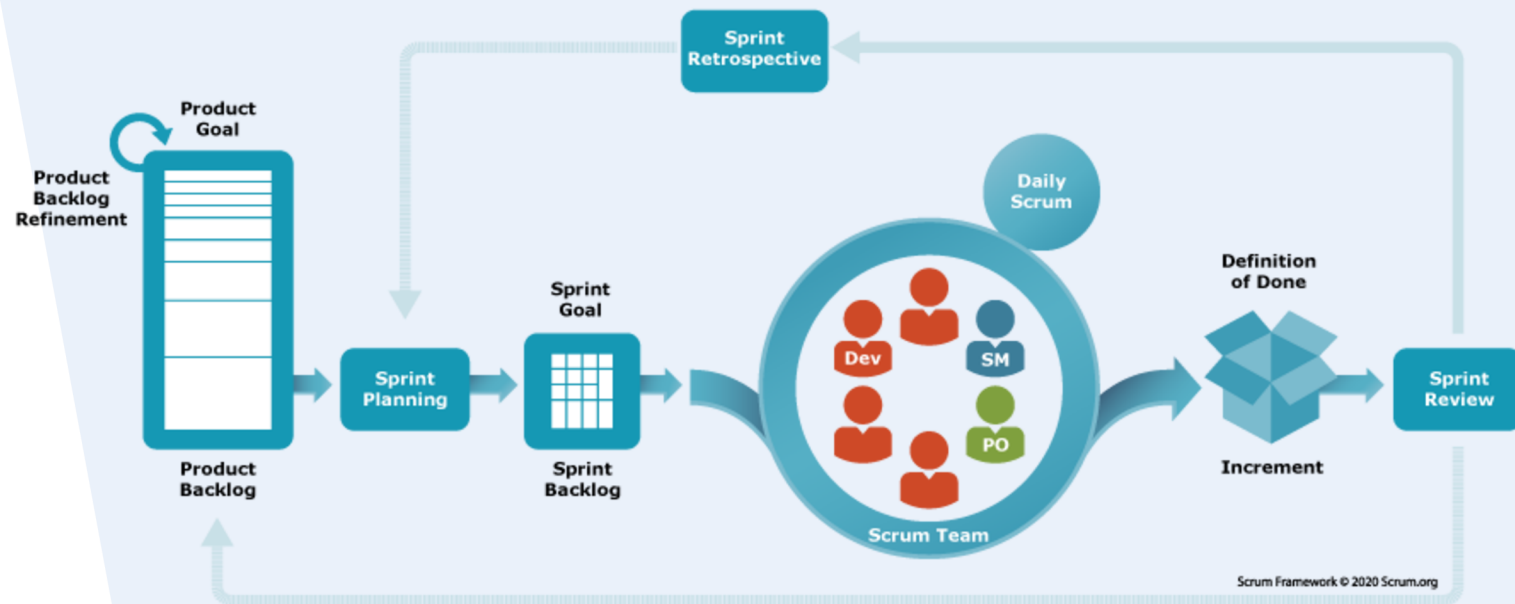 Sprint
Retrospective
Product
Goal
Product
Backlog
Refinement
Daily
Scrum
Definition
of Done
Sprint
Goal
Dev
SM
Sprint
Planning
Sprint
Review
PO
Product
Backlog
Sprint
Backlog
Increment
Scrum Team
Scrum Framework © 2020 Scrum.org